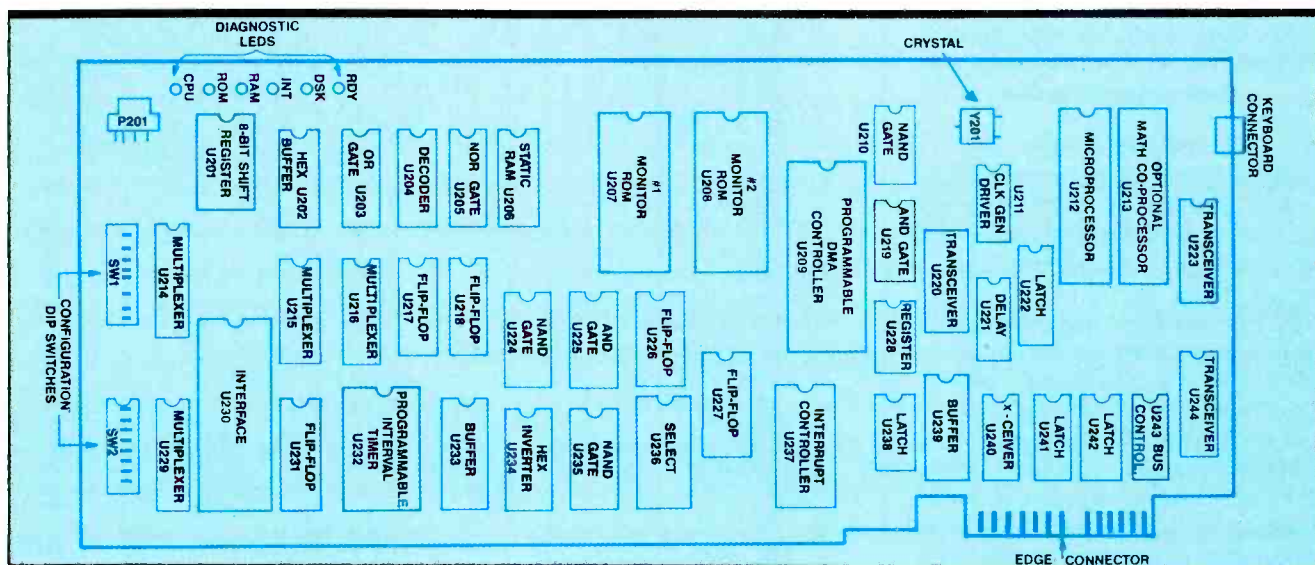 DIAGNOSTIC
LEDS
CPU
ROM
RAM
INT
DSK
RDY
CRYSTAL
KEYBOARD
CONNECTOR
P201
8-BIT SHIFT
REGISTER
U201
HEX
BUFFER U202
OR
GATE U203
DECODER
U204
NOR GATE
U205
STATIC
RAM U206
#1
MONITOR
ROM
U207
#2
MONITOR
ROM
U208
PROGRAMMABLE
DMA
CONTROLLER
U209
NAND
GATE
U210
Y201
U211
CLK GEN
DRIVER
MICROPROCESSOR
U212
OPTIONAL
MATH CO-PROCESSOR
U213
CONFIGURATION
DIP SWITCHES
SW1
MULTIPLEXER
U214
MULTIPLEXER
U215
MULTIPLEXER
U216
FLIP-FLOP
U217
FLIP-FLOP
U218
AND GATE
U219
TRANSCEIVER
U220
DELAY
U221
LATCH
U222
TRANSCEIVER
U223
NAND
GATE
U224
AND
GATE
U225
FLIP-FLOP
U226
FLIP-FLOP
U227
REGISTER
U228
SW2
MULTIPLEXER
U229
INTERFACE
U230
FLIP-FLOP
U231
PROGRAMMABLE
INTERVAL
TIMER
U232
BUFFER
U233
HEX
INVERTER
U234
NAND
GATE
U235
SELECT
U236
INTERRUPT
CONTROLLER
U237
LATCH
U238
BUFFER
U239
X-CEIVER
U240
LATCH
U241
LATCH
U242
U243 BUS
CONTROL.
TRANSCEIVER
U244
EDGE CONNECTOR